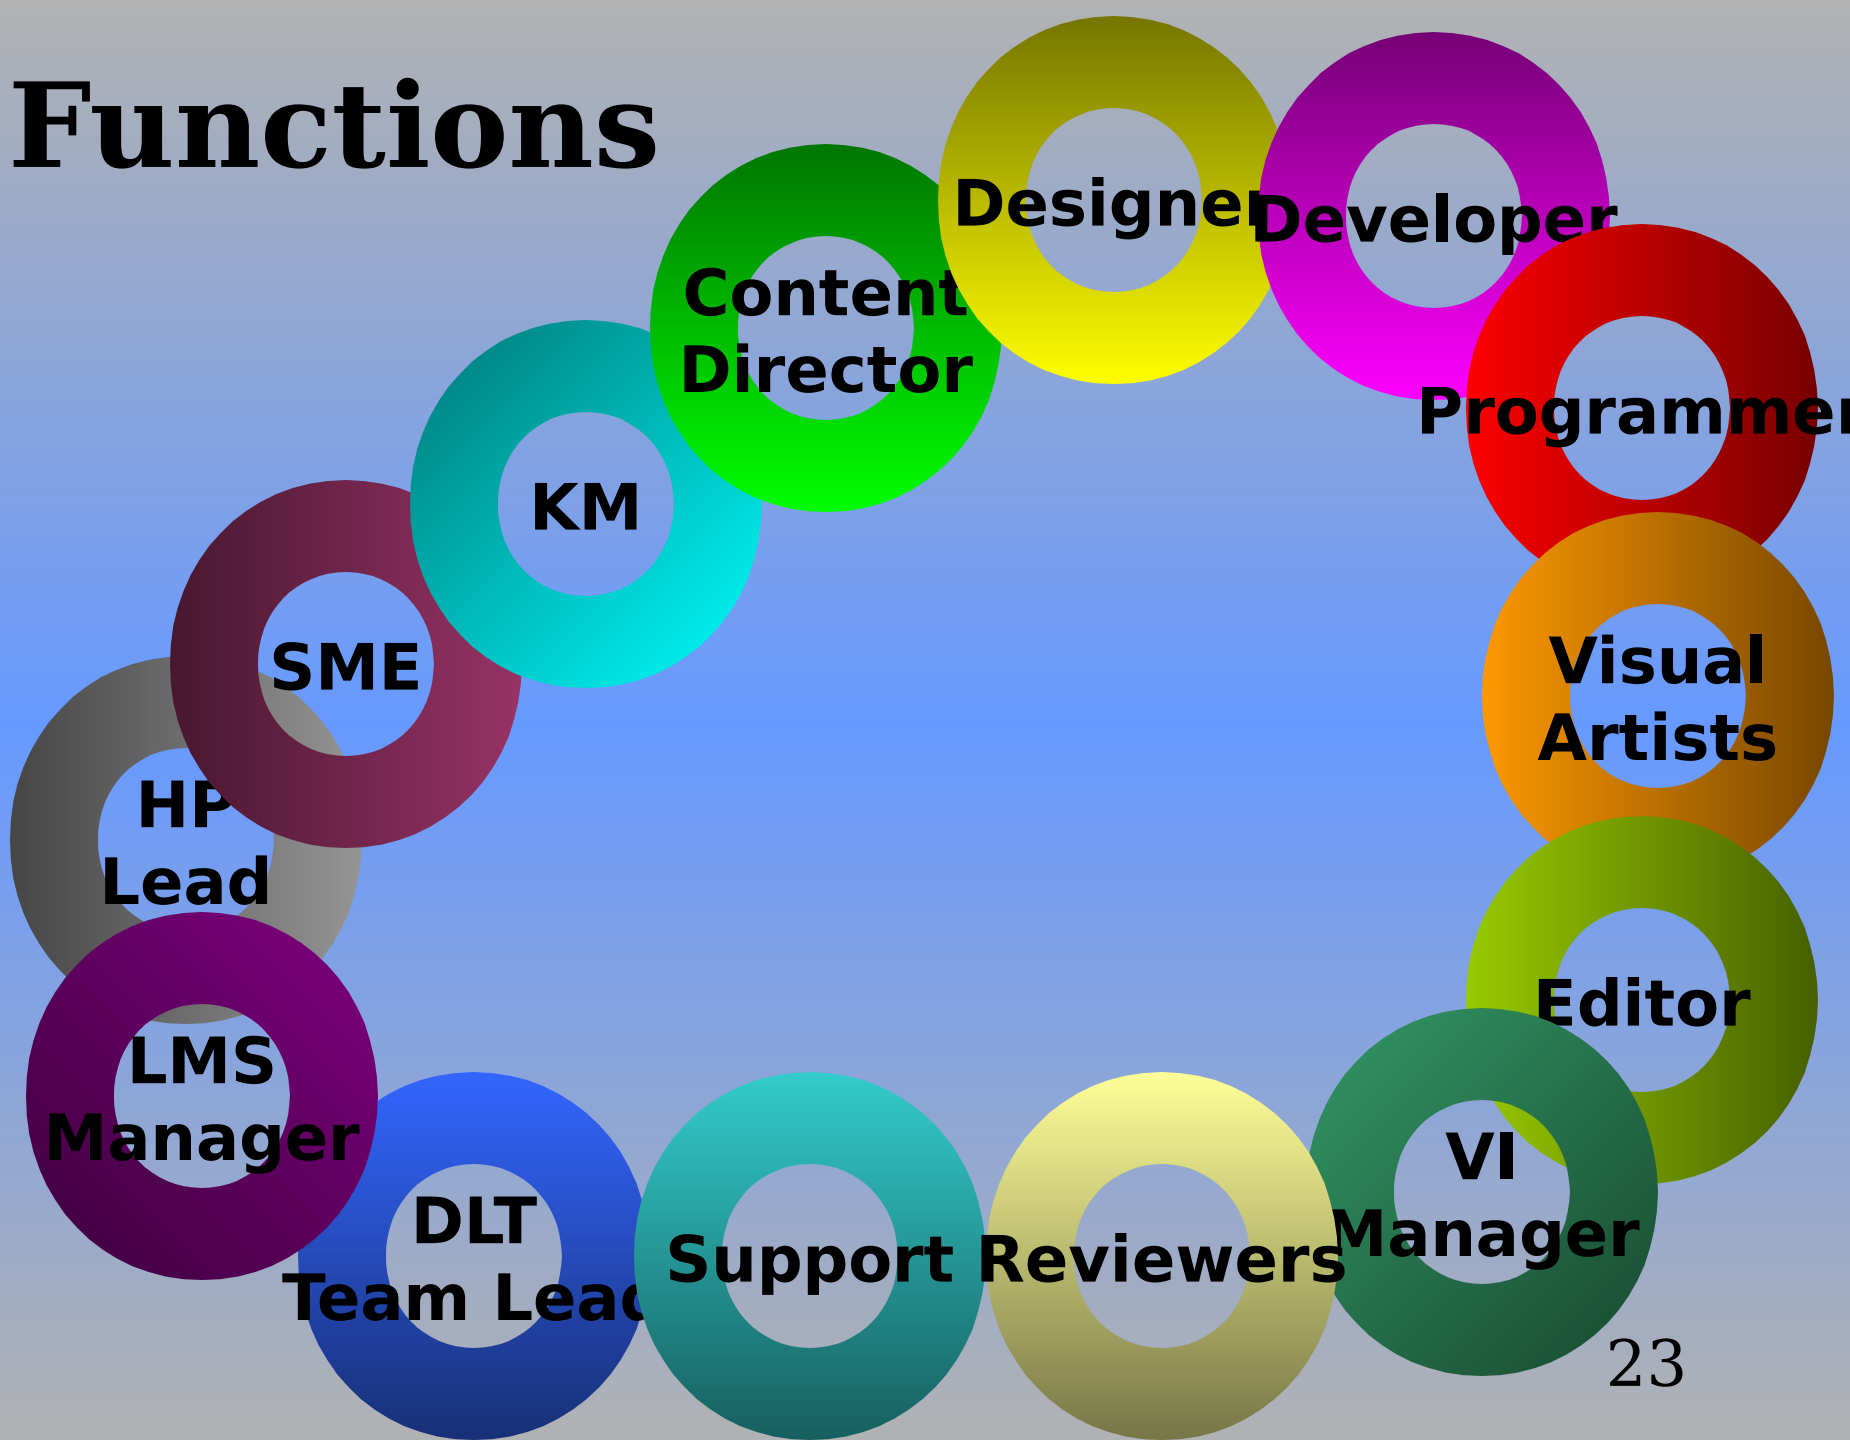 Functions
Designer
Developer
Content
Director
Programmer
KM
SME
Visual
Artists
HP
Lead
Editor
LMS
Manager
VI
Manager
DLT
Team Lead
Support
Reviewers
23